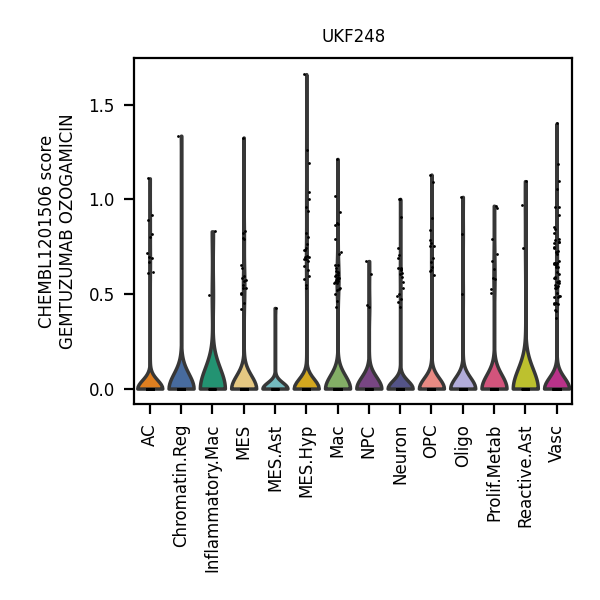 UKF248
CHEMBL1201506 score
GEMTUZUMAB OZOGAMICIN
1.5
1.0
0.5
0.0
AC
Chromatin.Reg
Inflammatory.Mac
MES
MES.Ast
MES.Hyp
Mac
NPC
Neuron
OPC
Oligo
Prolif.Metab
Reactive.Ast
Vasc